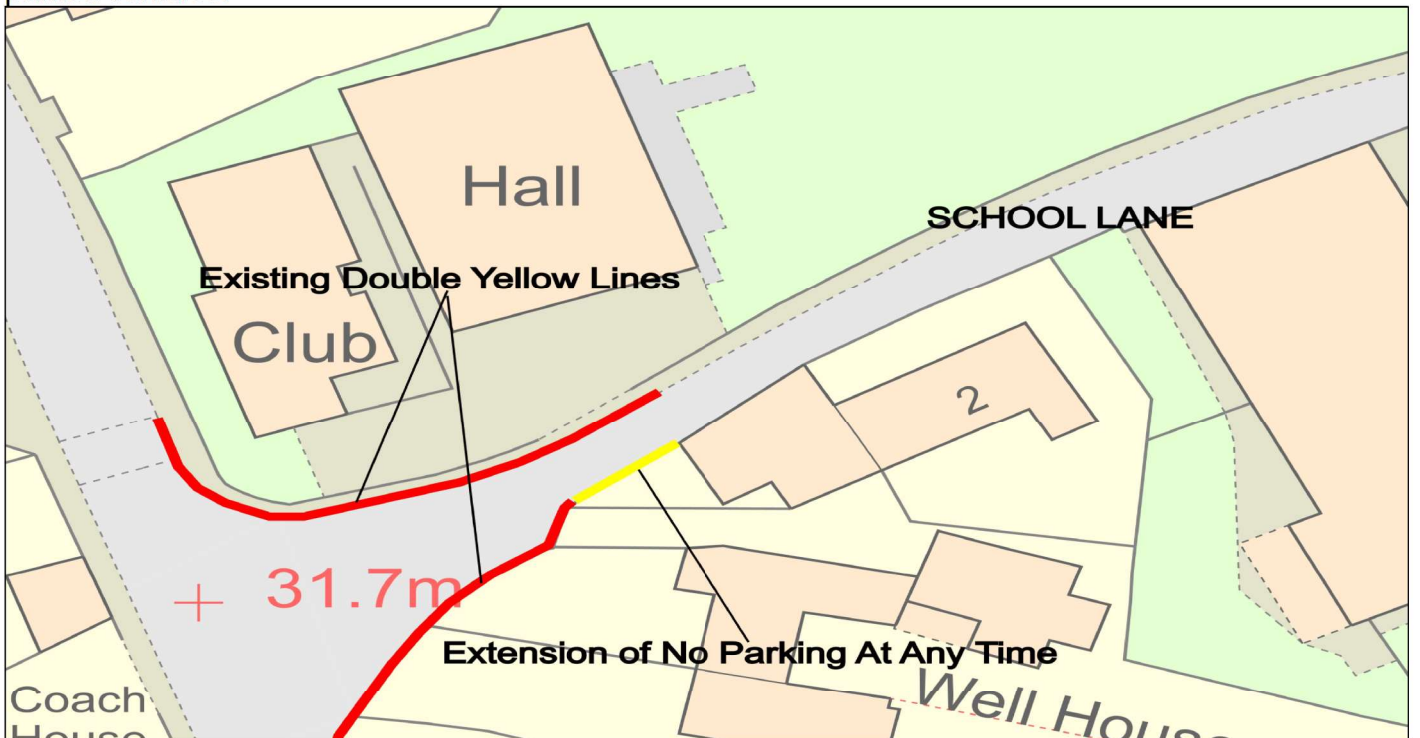 Hall
SCHOOL LANE
Existing Double Yellow Lines
Club
2
31.7m
Extension of No Parking At Any Time
Coach
House
Well House